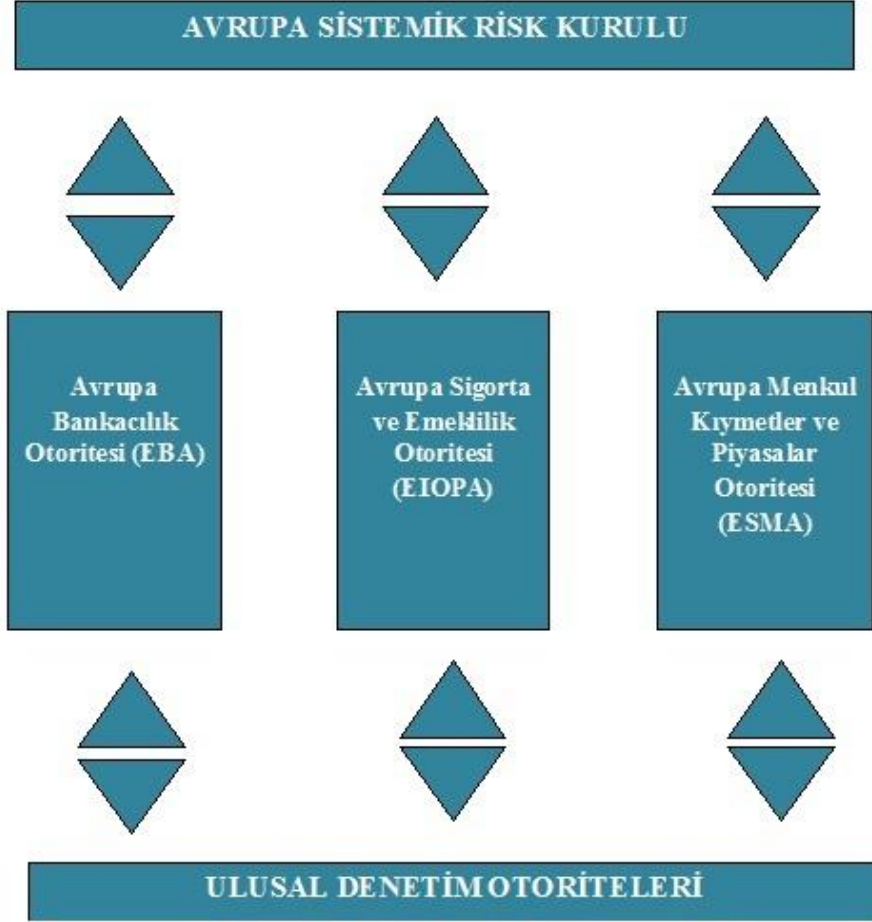 AVRUPA SİSTEMİK RİSK KURULU
Avrupa
Bankacılık
Otoritesi (EBA)
Avrupa Sigorta
ve Emeklilik
Otoritesi
(EIOPA)
Avrupa Menkul
Kıymetler ve
Piyasalar
Otoritesi
(ESMA)
ULUSAL DENETİM OTORİTELERİ